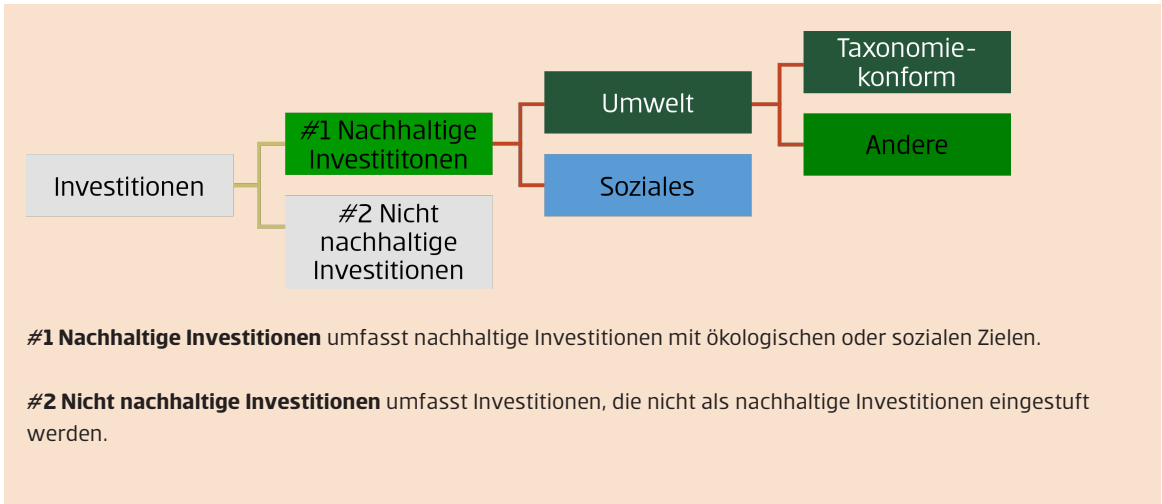 Taxonomie-
konform
Umwelt
#1 Nachhaltige
Investititonen
Andere
Investitionen
Soziales
#2 Nicht
nachhaltige
Investitionen
#1 Nachhaltige Investitionen umfasst nachhaltige Investitionen mit ökologischen oder sozialen Zielen.
#2 Nicht nachhaltige Investitionen umfasst Investitionen, die nicht als nachhaltige Investitionen eingestuft
werden.